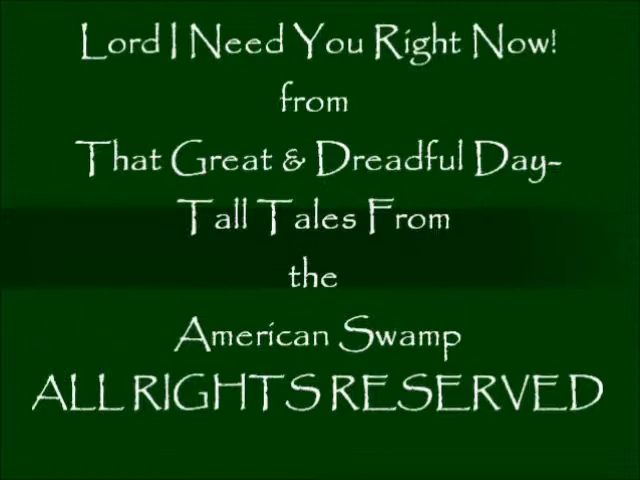 Lord I Need You Right Now!
from
That Great & Dreadful Day-
Tall Tales From
the
American Swamp
ALL RIGHTS RESERVED